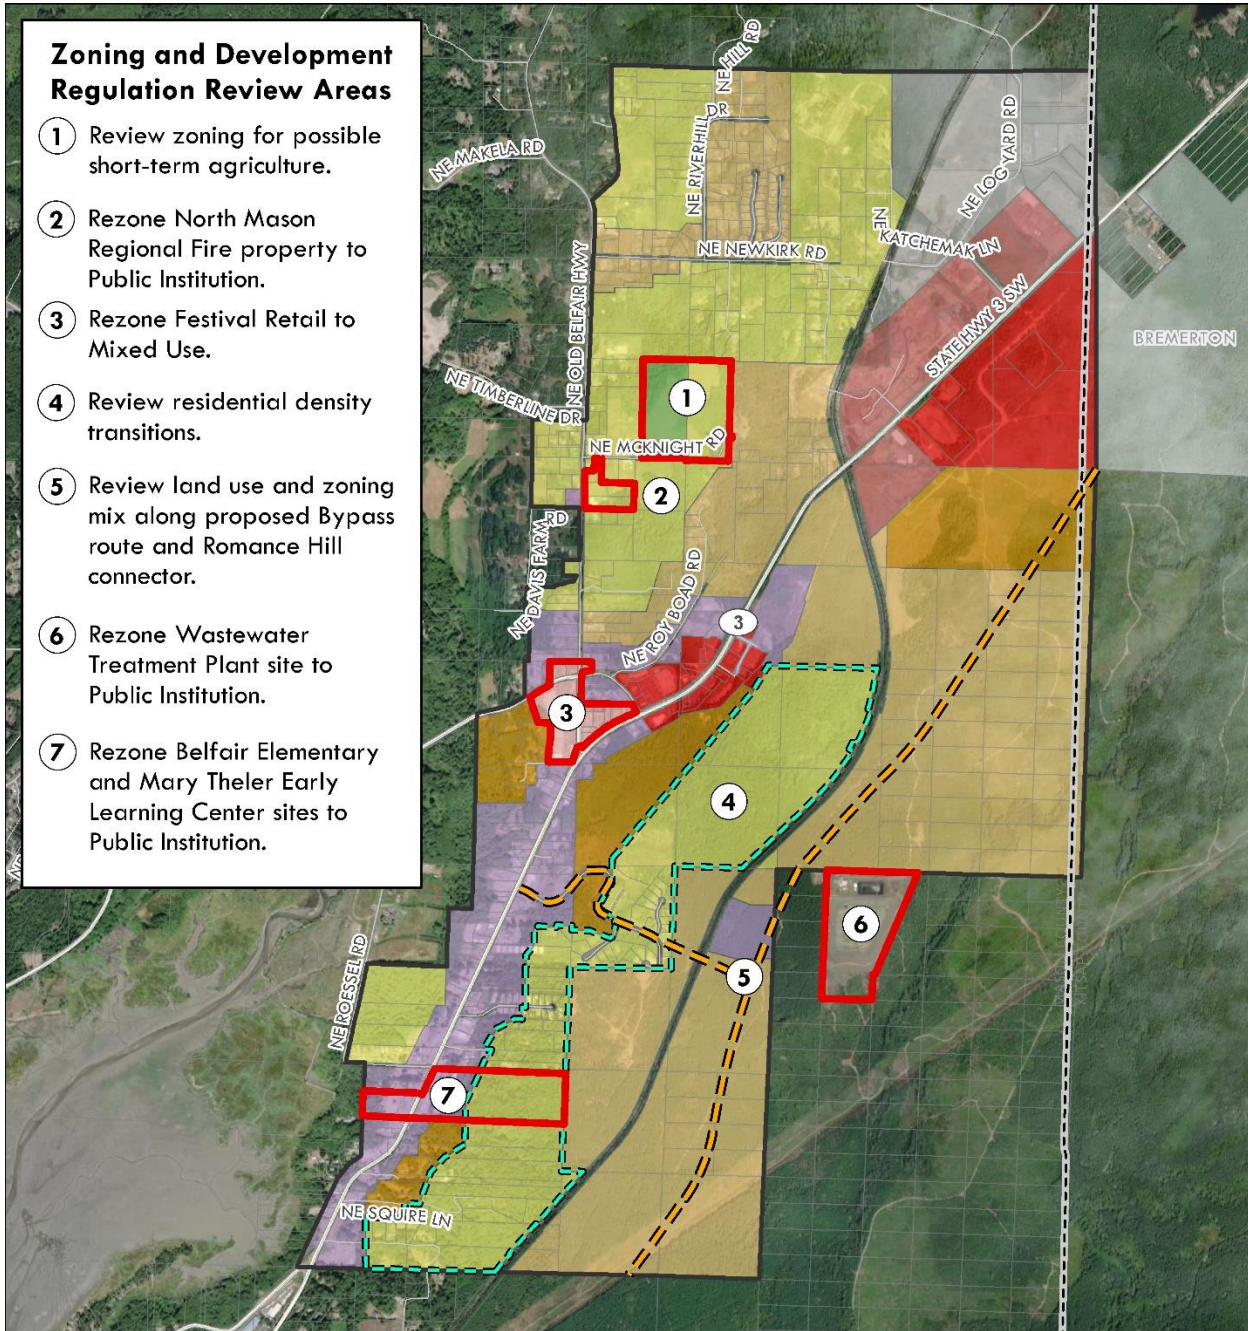 Zoning and Development
Regulation Review Areas
1 Review zoning for possible
short-term agriculture.
2 Rezone North Mason
Regional Fire property to
Public Institution.
3 Rezone Festival Retail to
Mixed Use.
4 Review residential density
transitions.
5 Review land use and zoning
mix along proposed Bypass
route and Romance Hill
connector.
6 Rezone Wastewater
Treatment Plant site to
Public Institution.
7 Rezone Belfair Elementary
and Mary Theler Early
Learning Center sites to
Public Institution.
NE HILL RD
NE RIVERHILL DR
NE MAKELA RD
NE LOG YARD RD
NE KATCHEMAK LN
NE NEWKIRK RD
NE OLD BELFAIR HWY
STATE HWY 3 SW
BREMERTON
NE TIMBERLINE DR
1
NE MCKNIGHT RD
2
NE DAVIS FARM RD
NE ROY BOAD RD
3
3
4
6
5
NE ROESSEL RD
7
NE SQUIRE LN